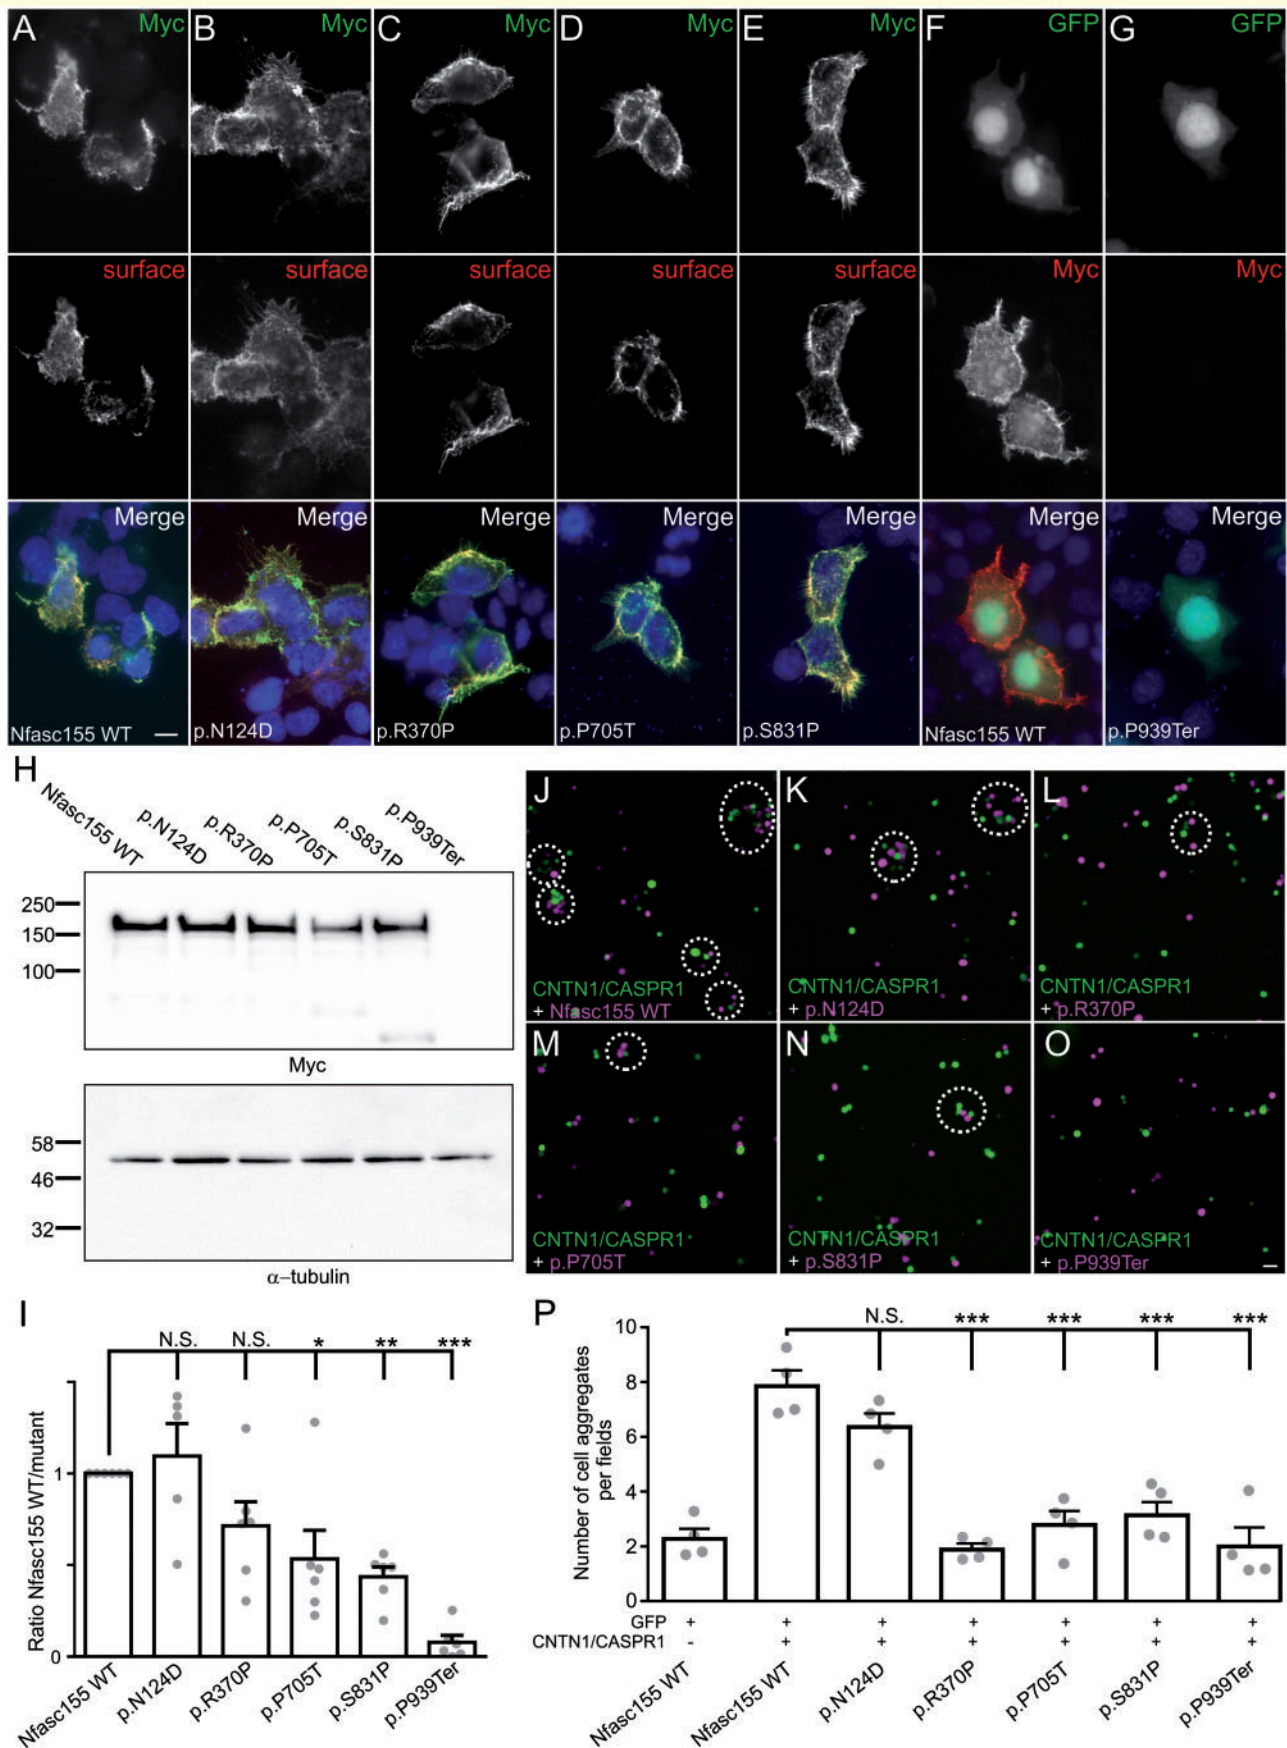 A Myc B Myc C Myc D Myc E Myc F GFP G GFP
surface surface surface surface surface Myc Myc
Merge Merge Merge Merge Merge Merge Merge
Nfasc155 WT p.N124D p.R370P p.P705T p.S831P Nfasc155 WT p.P939Ter
H
Nfasc155 WT p.N124D p.R370P p.P705T p.S831P p.P939Ter
250
150
100
Myc
58
46
32
α–tubulin
J K L
CNTN1/CASPR1 CNTN1/CASPR1 CNTN1/CASPR1
+ Nfasc155 WT + p.N124D + p.R370P
M N O
CNTN1/CASPR1 CNTN1/CASPR1 CNTN1/CASPR1
+ p.P705T + p.S831P + p.P939Ter
I
N.S. N.S. * ** ***
Ratio Nfasc155 WT/mutant
1
0
Nfasc155 WT p.N124D p.R370P p.P705T p.S831P p.P939Ter
P
N.S. *** *** *** ***
Number of cell aggregates
per fields
10
8
6
4
2
0
GFP + + + + + + +
CNTN1/CASPR1 - + + + + + +
Nfasc155 WT Nfasc155 WT p.N124D p.R370P p.P705T p.S831P p.P939Ter